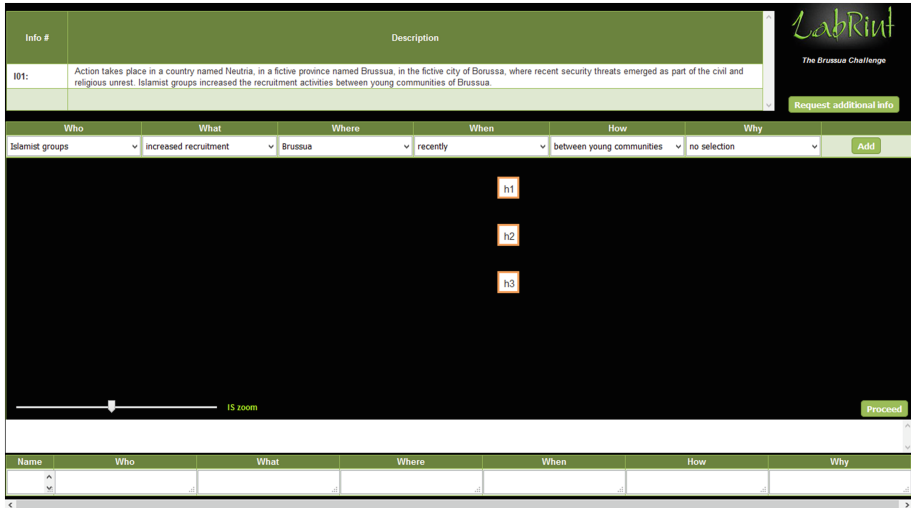 Info #
Description
LabRint
The Brussua Challenge
I01:
Action takes place in a country named Neutria, in a fictive province named Brussua, in the fictive city of Borussa, where recent security threats emerged as part of the civil and
religious unrest. Islamist groups increased the recruitment activities between young communities of Brussua.
Request additional info
Who What Where When How Why
Islamist groups increased recruitment Brussua recently between young communities no selection Add
h1
h2
h3
IS zoom
Proceed
Name Who What Where When How Why